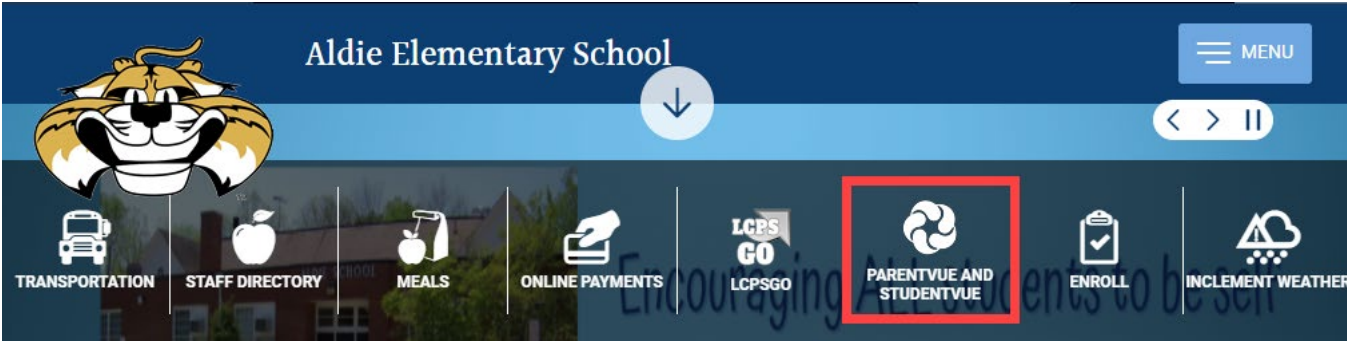 Aldie Elementary School
MENU
LCPS
GO
TRANSPORTATION
STAFF DIRECTORY
MEALS
ONLINE PAYMENTS
LCPSGO
PARENTVUE AND
STUDENTVUE
ENROLL
INCLEMENT WEATHER
Encouraging ALL students to be self